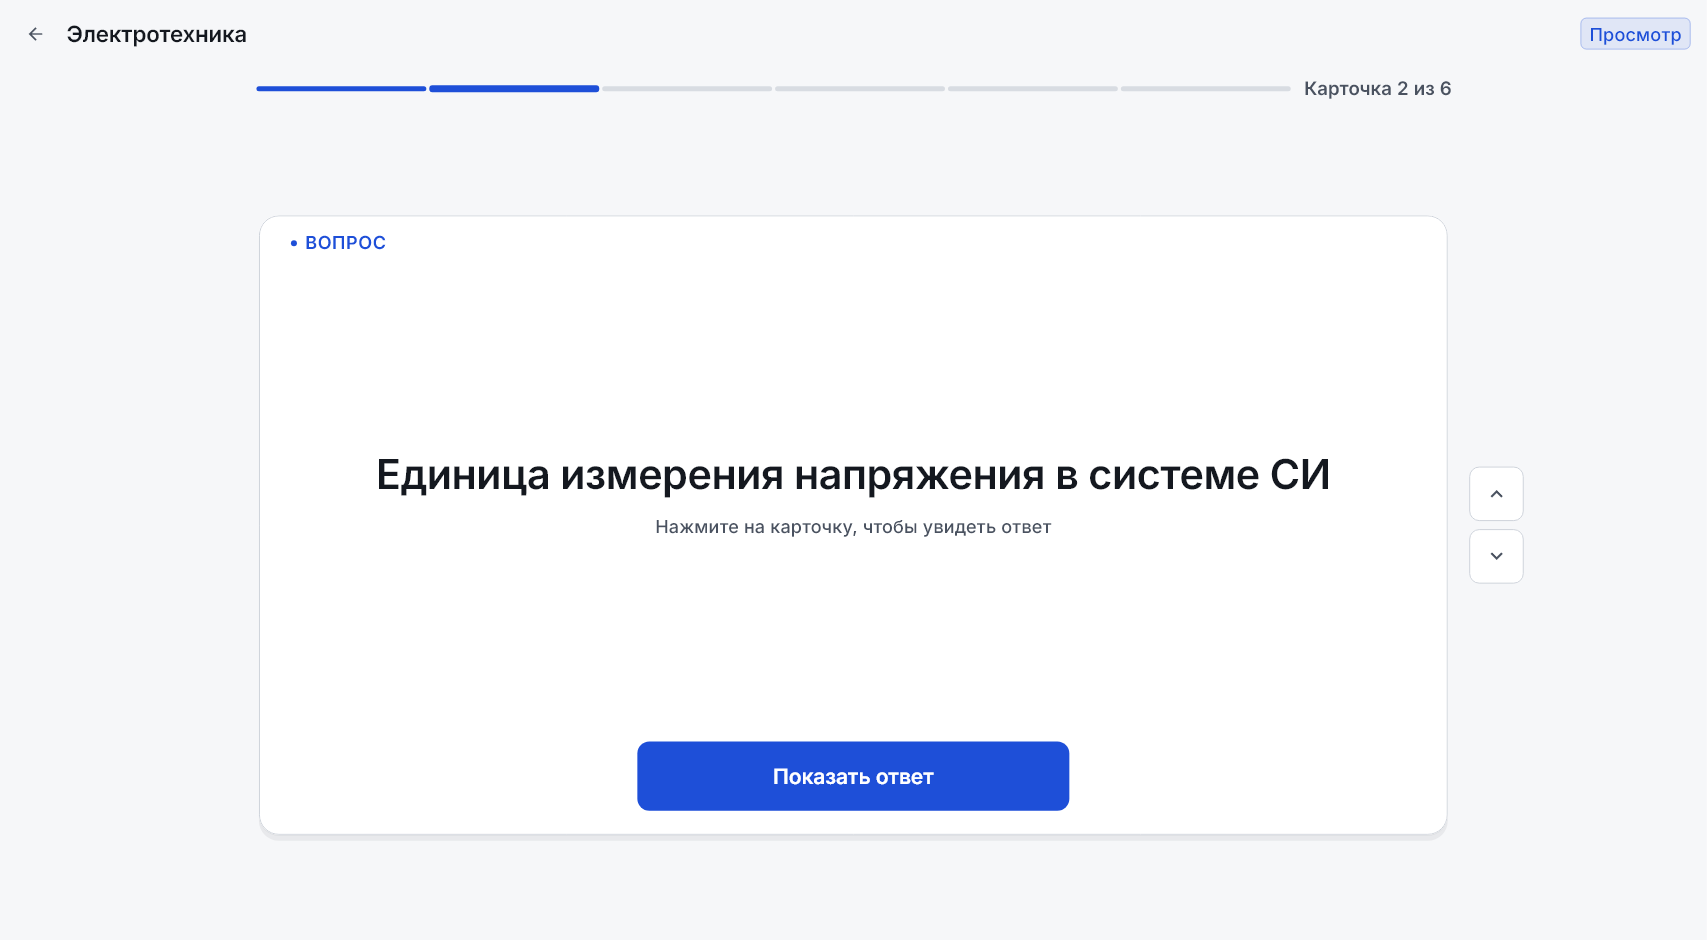 Электротехника
Просмотр
Карточка 2 из 6
• ВОПРОС
Единица измерения напряжения в системе СИ
Нажмите на карточку, чтобы увидеть ответ
Показать ответ